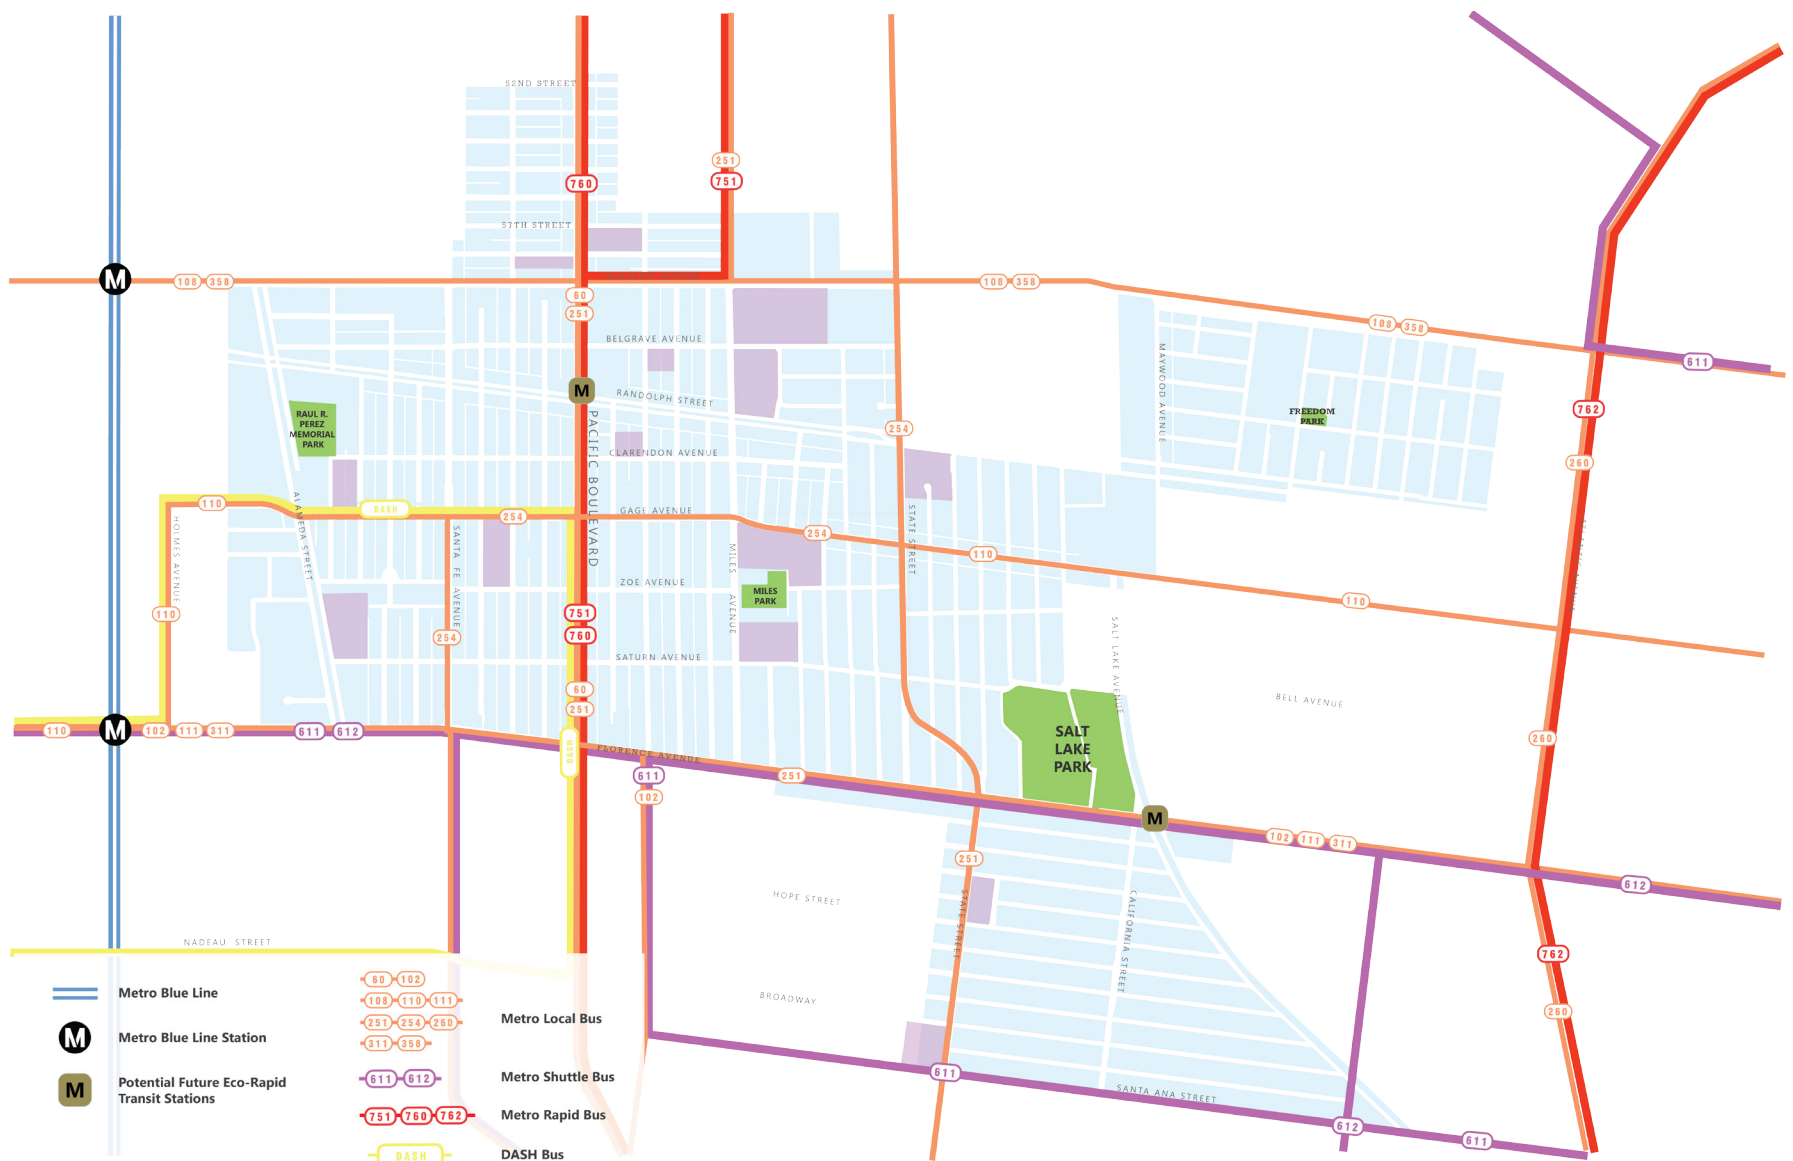 52ND STREET
251
760
751
57TH STREET
M
108 358
SLAUSON AVENUE
108 358
60
251
108 358
BELGRAVE AVENUE
MAYWOOD AVENUE
611
M
RANDOLPH STREET
762
RAUL R.
PEREZ
MEMORIAL
PARK
FREEDOM
PARK
PACIFIC BOULEVARD
254
CLARENDON AVENUE
260
110
DASH
254
GAGE AVENUE
254
110
HOLMES AVENUE
ALAMEDA STREET
SANTA FE AVENUE
MILES AVENUE
STATE STREET
ZOE AVENUE
MILES
PARK
110
110
751
254
760
SALT LAKE AVENUE
SATURN AVENUE
60
251
BELL AVENUE
110
M
102 111 311
611 612
DASH
FLORENCE AVENUE
SALT
LAKE
PARK
260
611
251
102
M
102 111 311
251
612
HOPE STREET
STATE STREET
CALIFORNIA STREET
NADEAU STREET
762
BROADWAY
260
611
SANTA ANA STREET
612
611
Metro Blue Line
M
Metro Blue Line Station
M
Potential Future Eco-Rapid
Transit Stations
60 102
108 110 111
251 254 260
311 358
Metro Local Bus
611 612
Metro Shuttle Bus
751 760 762
Metro Rapid Bus
DASH
DASH Bus